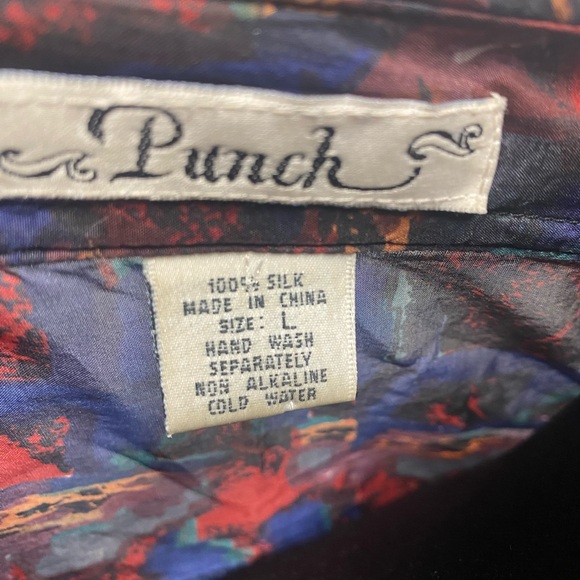 Punch
100% SILK
MADE IN CHINA
SIZE: L
HAND WASH
SEPARATELY
NON ALKALINE
COLD WATER